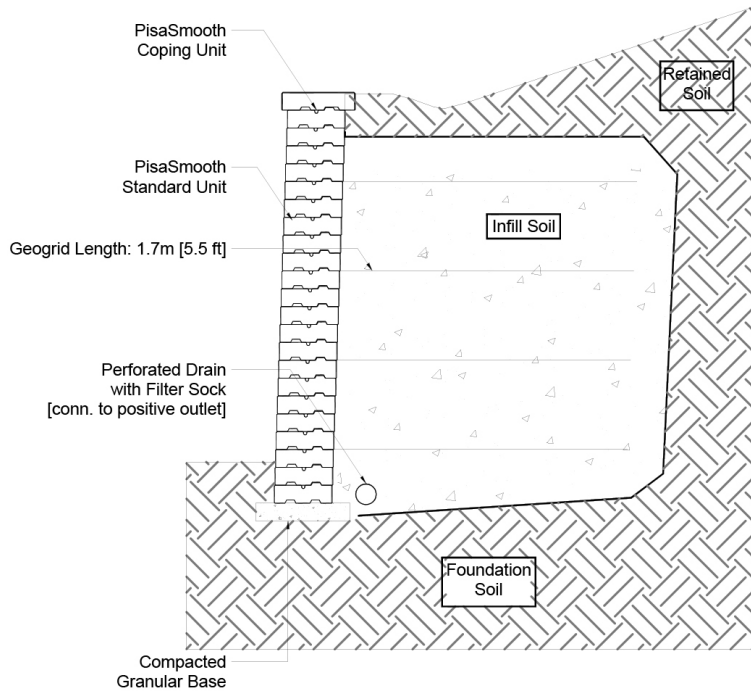 PisaSmooth
Coping Unit
Retained
Soil
PisaSmooth
Standard Unit
Infill Soil
Geogrid Length: 1.7m [5.5 ft]
Perforated Drain
with Filter Sock
[conn. to positive outlet]
Foundation
Soil
Compacted
Granular Base